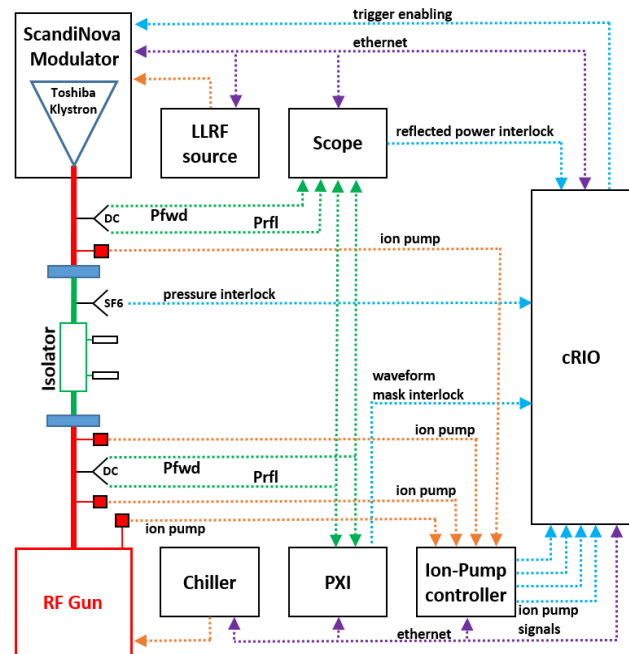 trigger enabling
ScandiNova
Modulator
ethernet
Toshiba
Klystron
LLRF
source
Scope
reflected power interlock
DC
Pfwd
Prfl
ion pump
SF6
pressure interlock
Isolator
cRIO
waveform
mask interlock
ion pump
DC
Pfwd
Prfl
ion pump
ion pump
RF Gun
Chiller
PXI
Ion-Pump
controller
ion pump
signals
ethernet